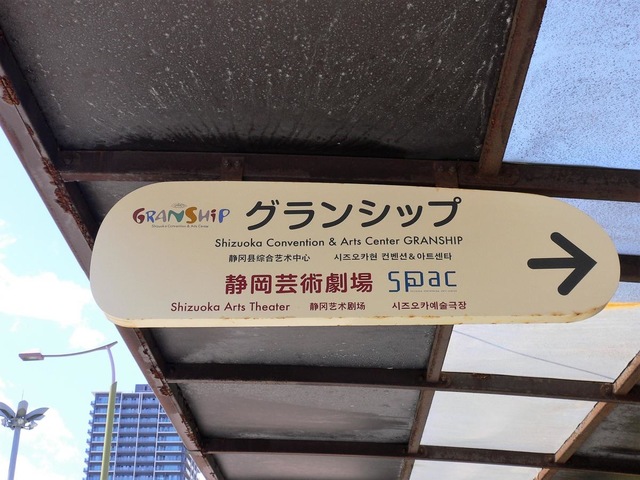 GRANSHIP グランシップ
Shizuoka Convention & Arts Center GRANSHIP
静冈县综合艺术中心 시즈오카현 컨벤션&아트센타
静岡芸術劇場 spac
Shizuoka Arts Theater 静冈艺术剧场 시즈오카예술극장